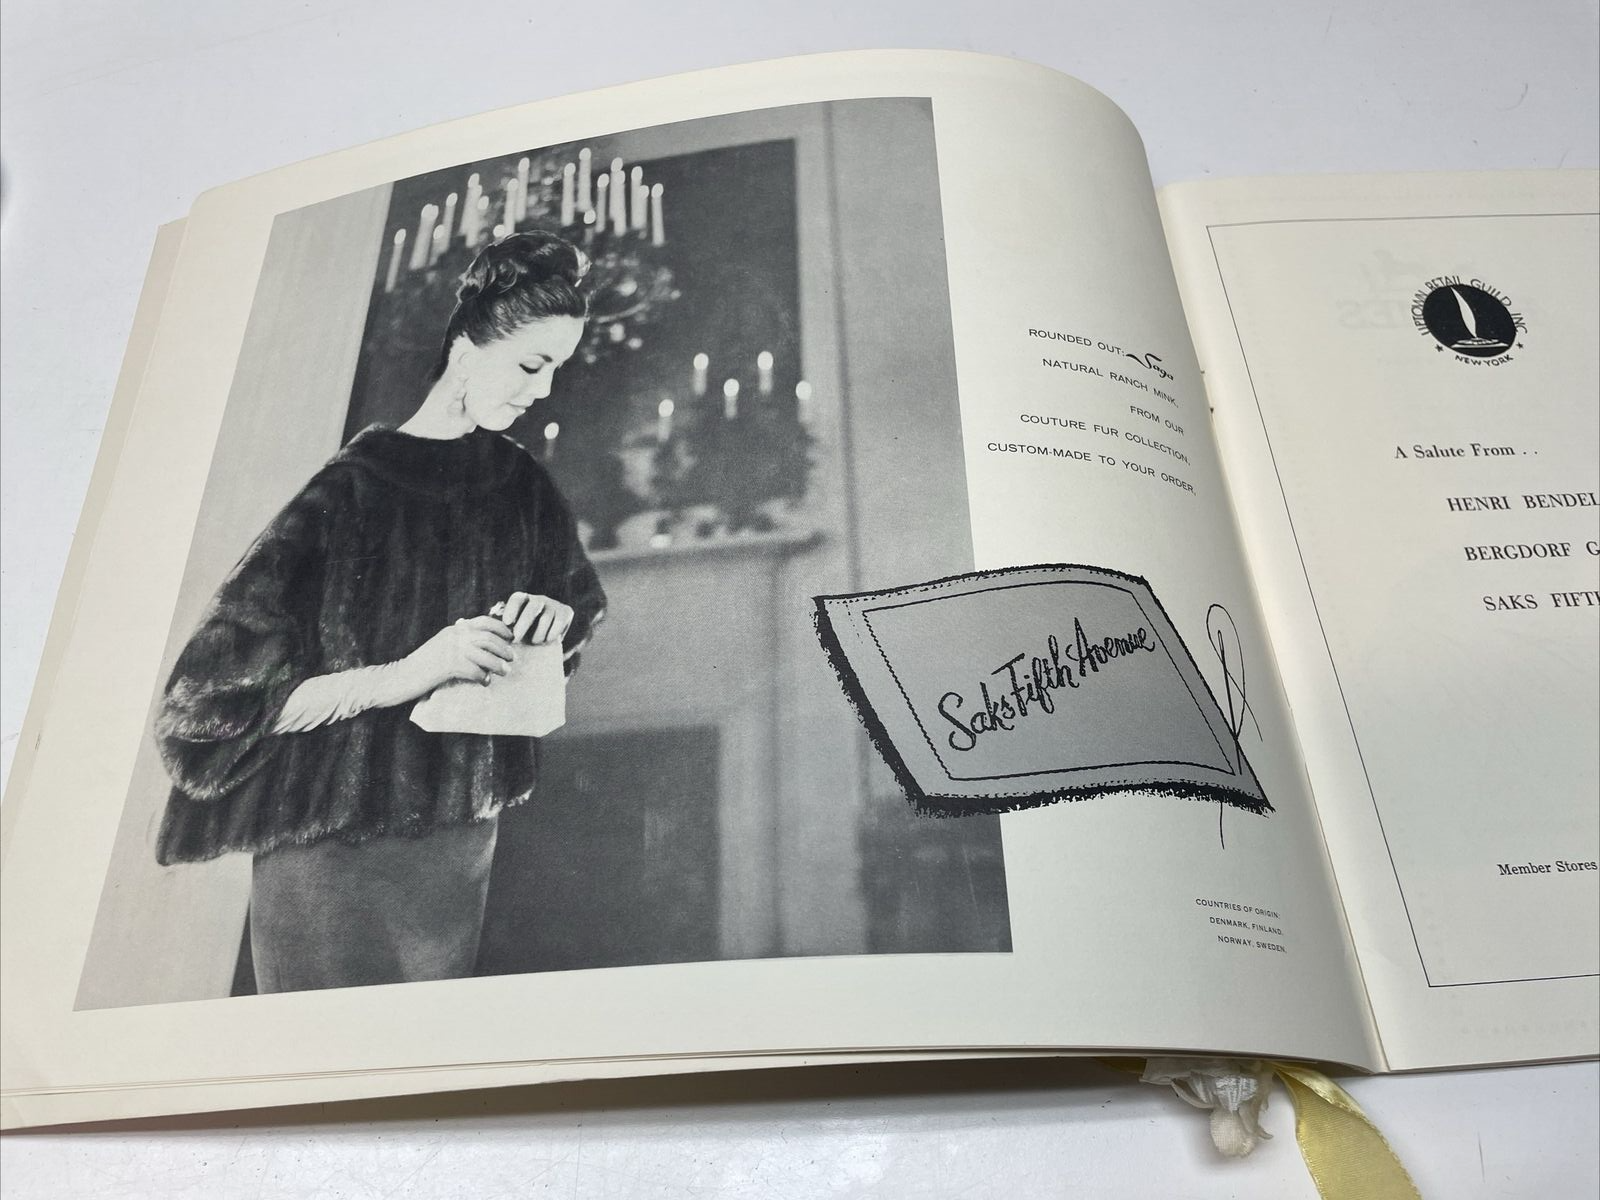 ROUNDED OUT: Saga
NATURAL RANCH MINK,
FROM OUR
COUTURE FUR COLLECTION,
CUSTOM-MADE TO YOUR ORDER.
Saks Fifth Avenue
COUNTRIES OF ORIGIN:
DENMARK, FINLAND,
NORWAY, SWEDEN.
UPTOWN RETAIL GUILD INC
NEW YORK
A Salute From . .
HENRI BENDEL
BERGDORF G
SAKS FIFTH
Member Stores